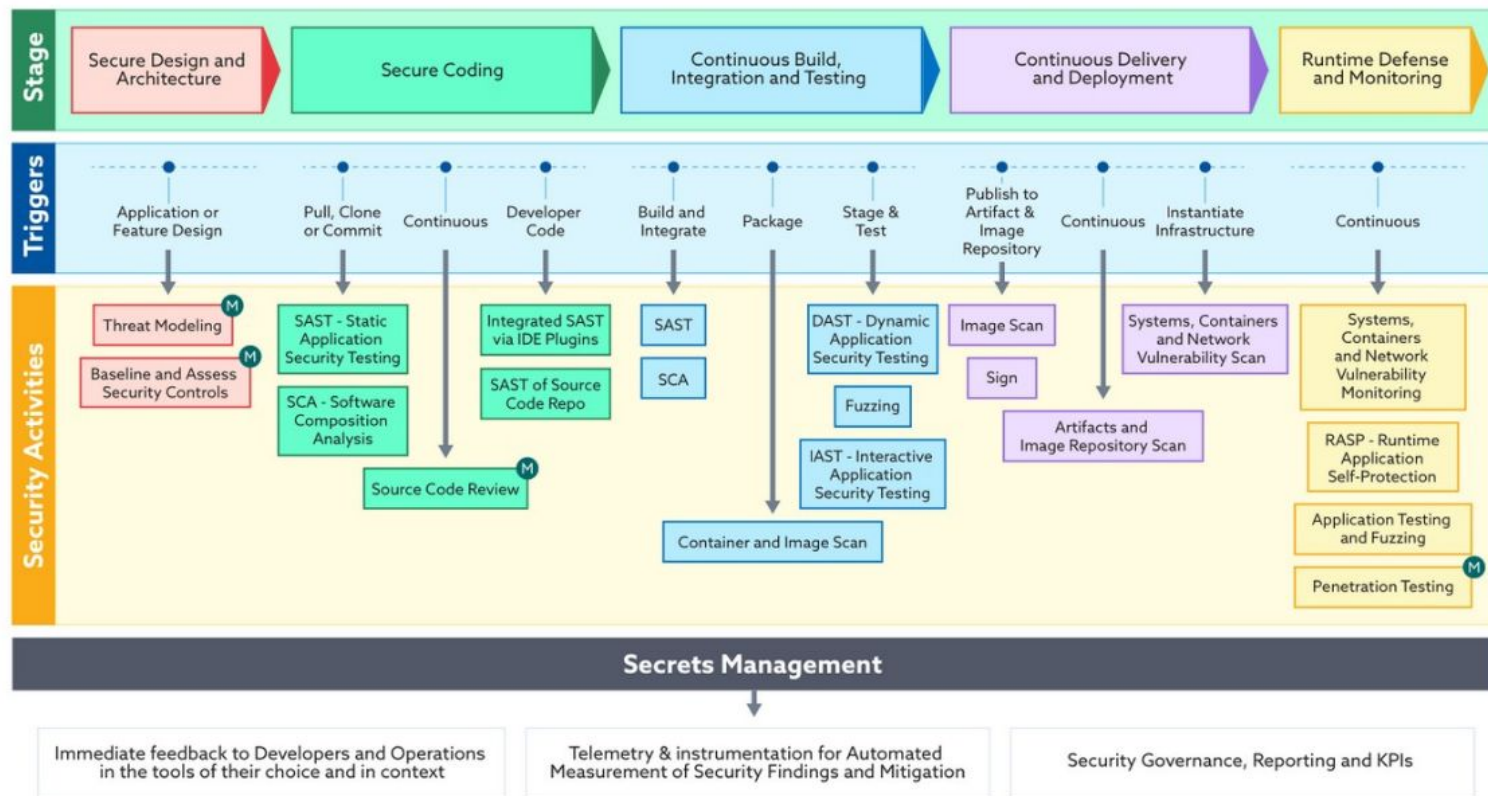 Stage
Secure Design and
Architecture
Secure Coding
Continuous Build,
Integration and Testing
Continuous Delivery
and Deployment
Runtime Defense
and Monitoring
Triggers
Application or
Feature Design
Pull, Clone
or Commit
Continuous
Developer
Code
Build and
Integrate
Package
Stage &
Test
Publish to
Artifact &
Image
Repository
Continuous
Instantiate
Infrastructure
Continuous
Security Activities
M
Threat Modeling
M
Baseline and Assess
Security Controls
SAST - Static
Application
Security Testing
SCA - Software
Composition
Analysis
M
Source Code Review
Integrated SAST
via IDE Plugins
SAST of Source
Code Repo
SAST
SCA
Container and Image Scan
DAST - Dynamic
Application
Security Testing
Fuzzing
IAST - Interactive
Application
Security Testing
Image Scan
Sign
Artifacts and
Image Repository Scan
Systems, Containers
and Network
Vulnerability Scan
Systems,
Containers
and Network
Vulnerability
Monitoring
RASP - Runtime
Application
Self-Protection
Application Testing
and Fuzzing
M
Penetration Testing
Secrets Management
Immediate feedback to Developers and Operations
in the tools of their choice and in context
Telemetry & instrumentation for Automated
Measurement of Security Findings and Mitigation
Security Governance, Reporting and KPIs